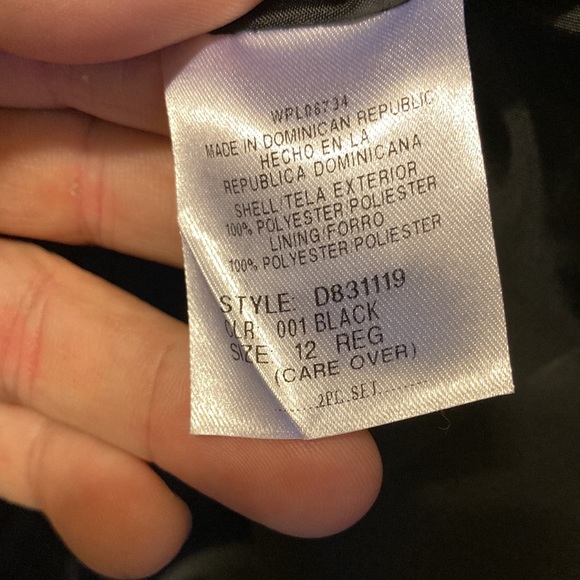 WPL06734
MADE IN DOMINICAN REPUBLIC
HECHO EN LA
REPUBLICA DOMINICANA
SHELL/TELA EXTERIOR
100% POLYESTER POLIESTER
LINING/FORRO
100% POLYESTER POLIESTER
STYLE: D831119
CLR: 001 BLACK
SIZE: 12 REG
(CARE OVER)
......2PC.SET........